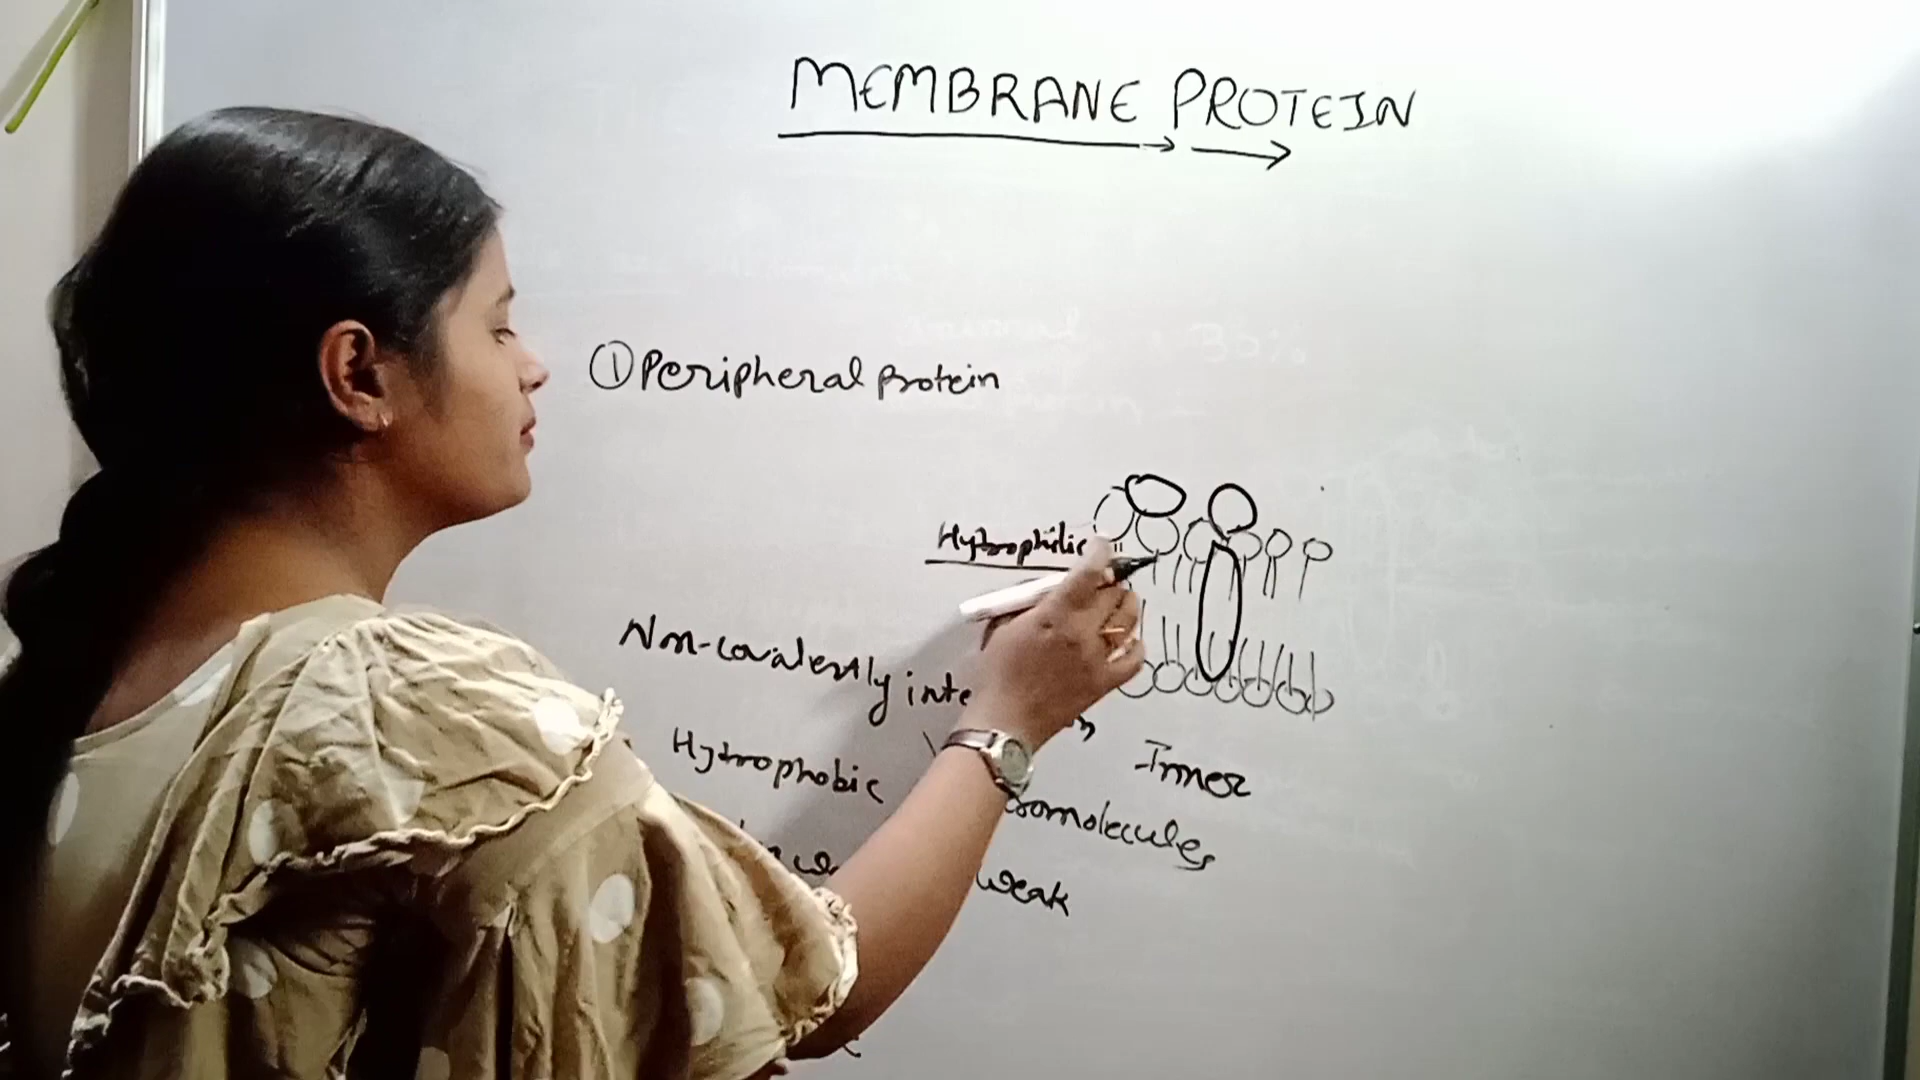 MEMBRANE PROTEIN
① Peripheral protein
Hydrophilic
Non-covalently inte
Hydrophobic
Inner
omolecules
weak